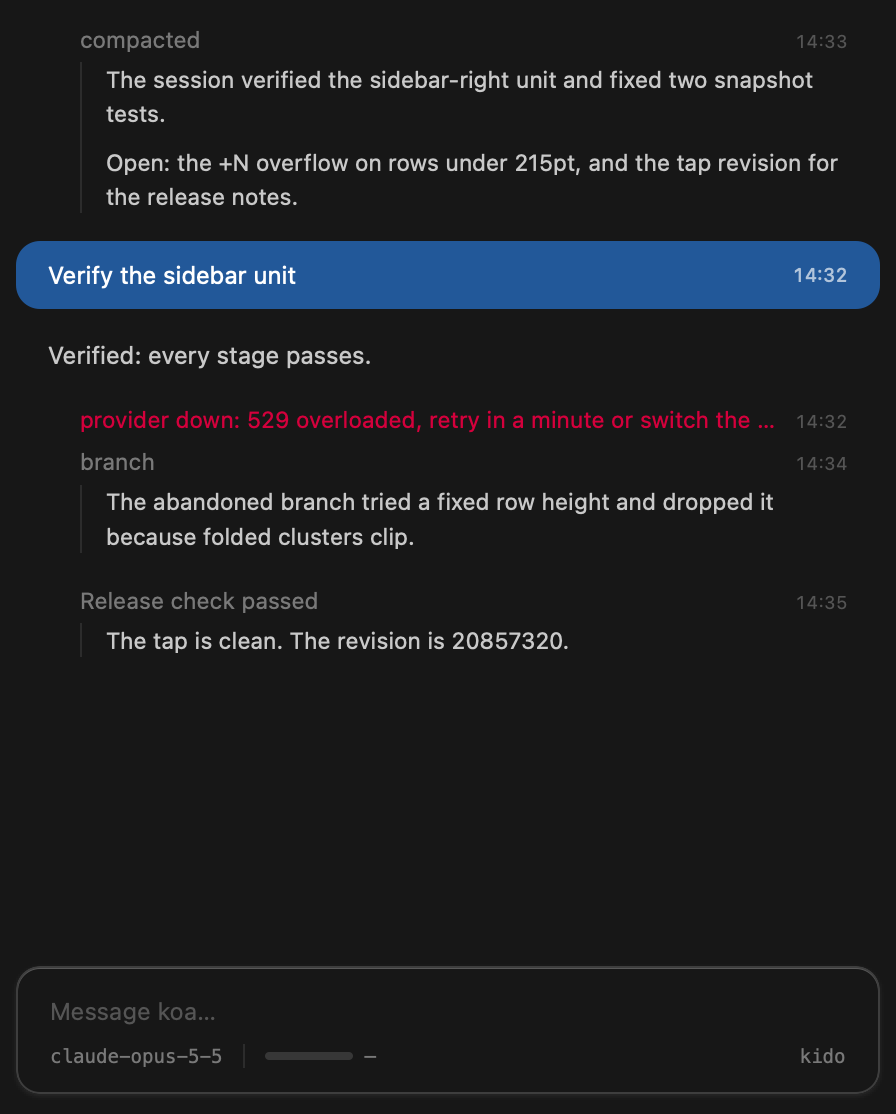 compacted 14:33
The session verified the sidebar-right unit and fixed two snapshot
tests.
Open: the +N overflow on rows under 215pt, and the tap revision for
the release notes.
Verify the sidebar unit 14:32
Verified: every stage passes.
provider down: 529 overloaded, retry in a minute or switch the ... 14:32
branch 14:34
The abandoned branch tried a fixed row height and dropped it
because folded clusters clip.
Release check passed 14:35
The tap is clean. The revision is 20857320.
Message koa...
claude-opus-5-5 — kido